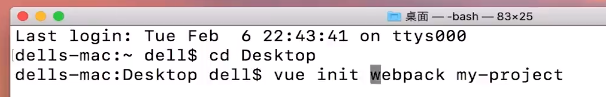 桌面 — -bash — 83×25
Last login: Tue Feb  6 22:43:41 on ttys000
[dells-mac:~ dell$ cd Desktop
dells-mac:Desktop dell$ vue init webpack my-project